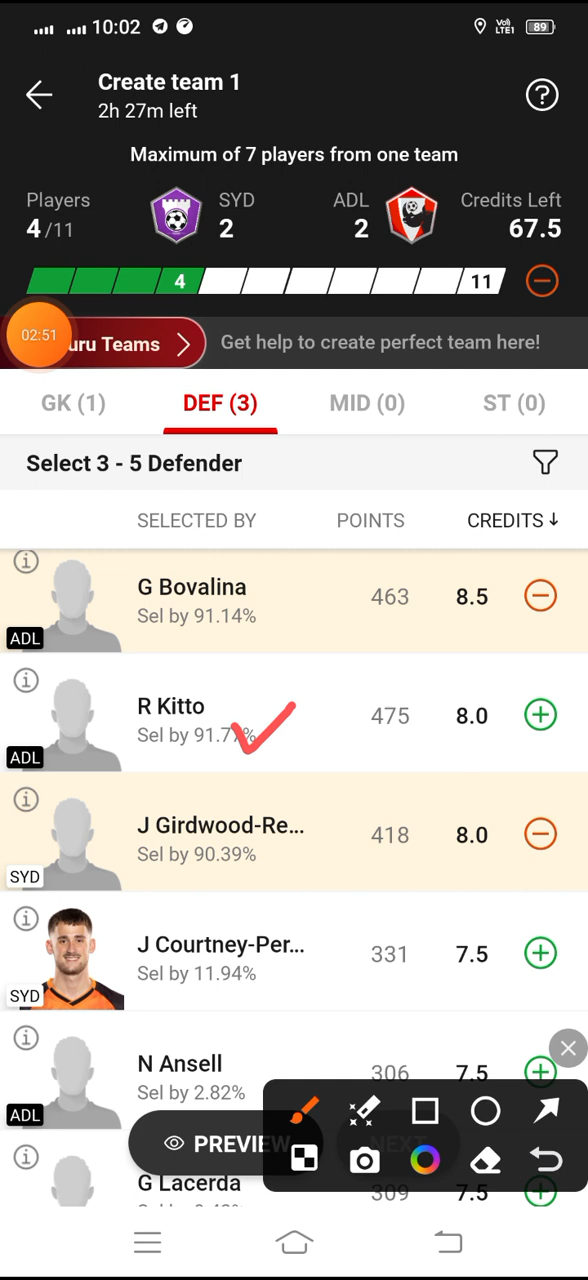 10:02
VoI) LTE1 89
Create team 1
2h 27m left
Maximum of 7 players from one team
Players SYD ADL Credits Left
4/11 2 2 67.5
4 11
02:51
uru Teams
Get help to create perfect team here!
GK (1) DEF (3) MID (0) ST (0)
Select 3 - 5 Defender
SELECTED BY POINTS CREDITS↓
G Bovalina
Sel by 91.14%
463 8.5
ADL
R Kitto
Sel by 91.77%
475 8.0
ADL
J Girdwood-Re...
Sel by 90.39%
418 8.0
SYD
J Courtney-Per...
Sel by 11.94%
331 7.5
SYD
N Ansell
Sel by 2.82%
306 7.5
ADL
PREVIEW
NEXT
G Lacerda
309 7.5